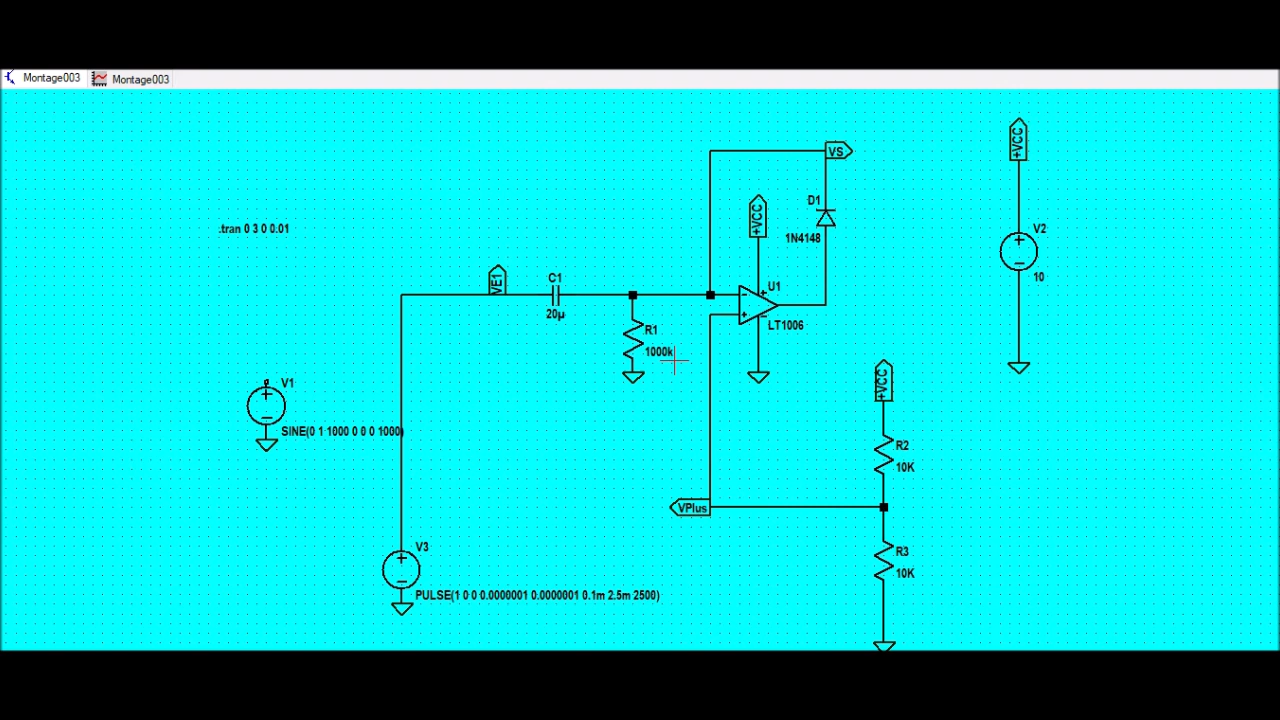 Montage003
Montage003
+VCC
VS
D1
+VCC
1N4148
V2
.tran 0 3 0 0.01
10
VE1
C1
20µ
U1
LT1006
R1
1000k
+VCC
V1
SINE(0 1 1000 0 0 0 1000)
R2
10K
VPlus
V3
R3
10K
PULSE(1 0 0 0.0000001 0.0000001 0.1m 2.5m 2500)